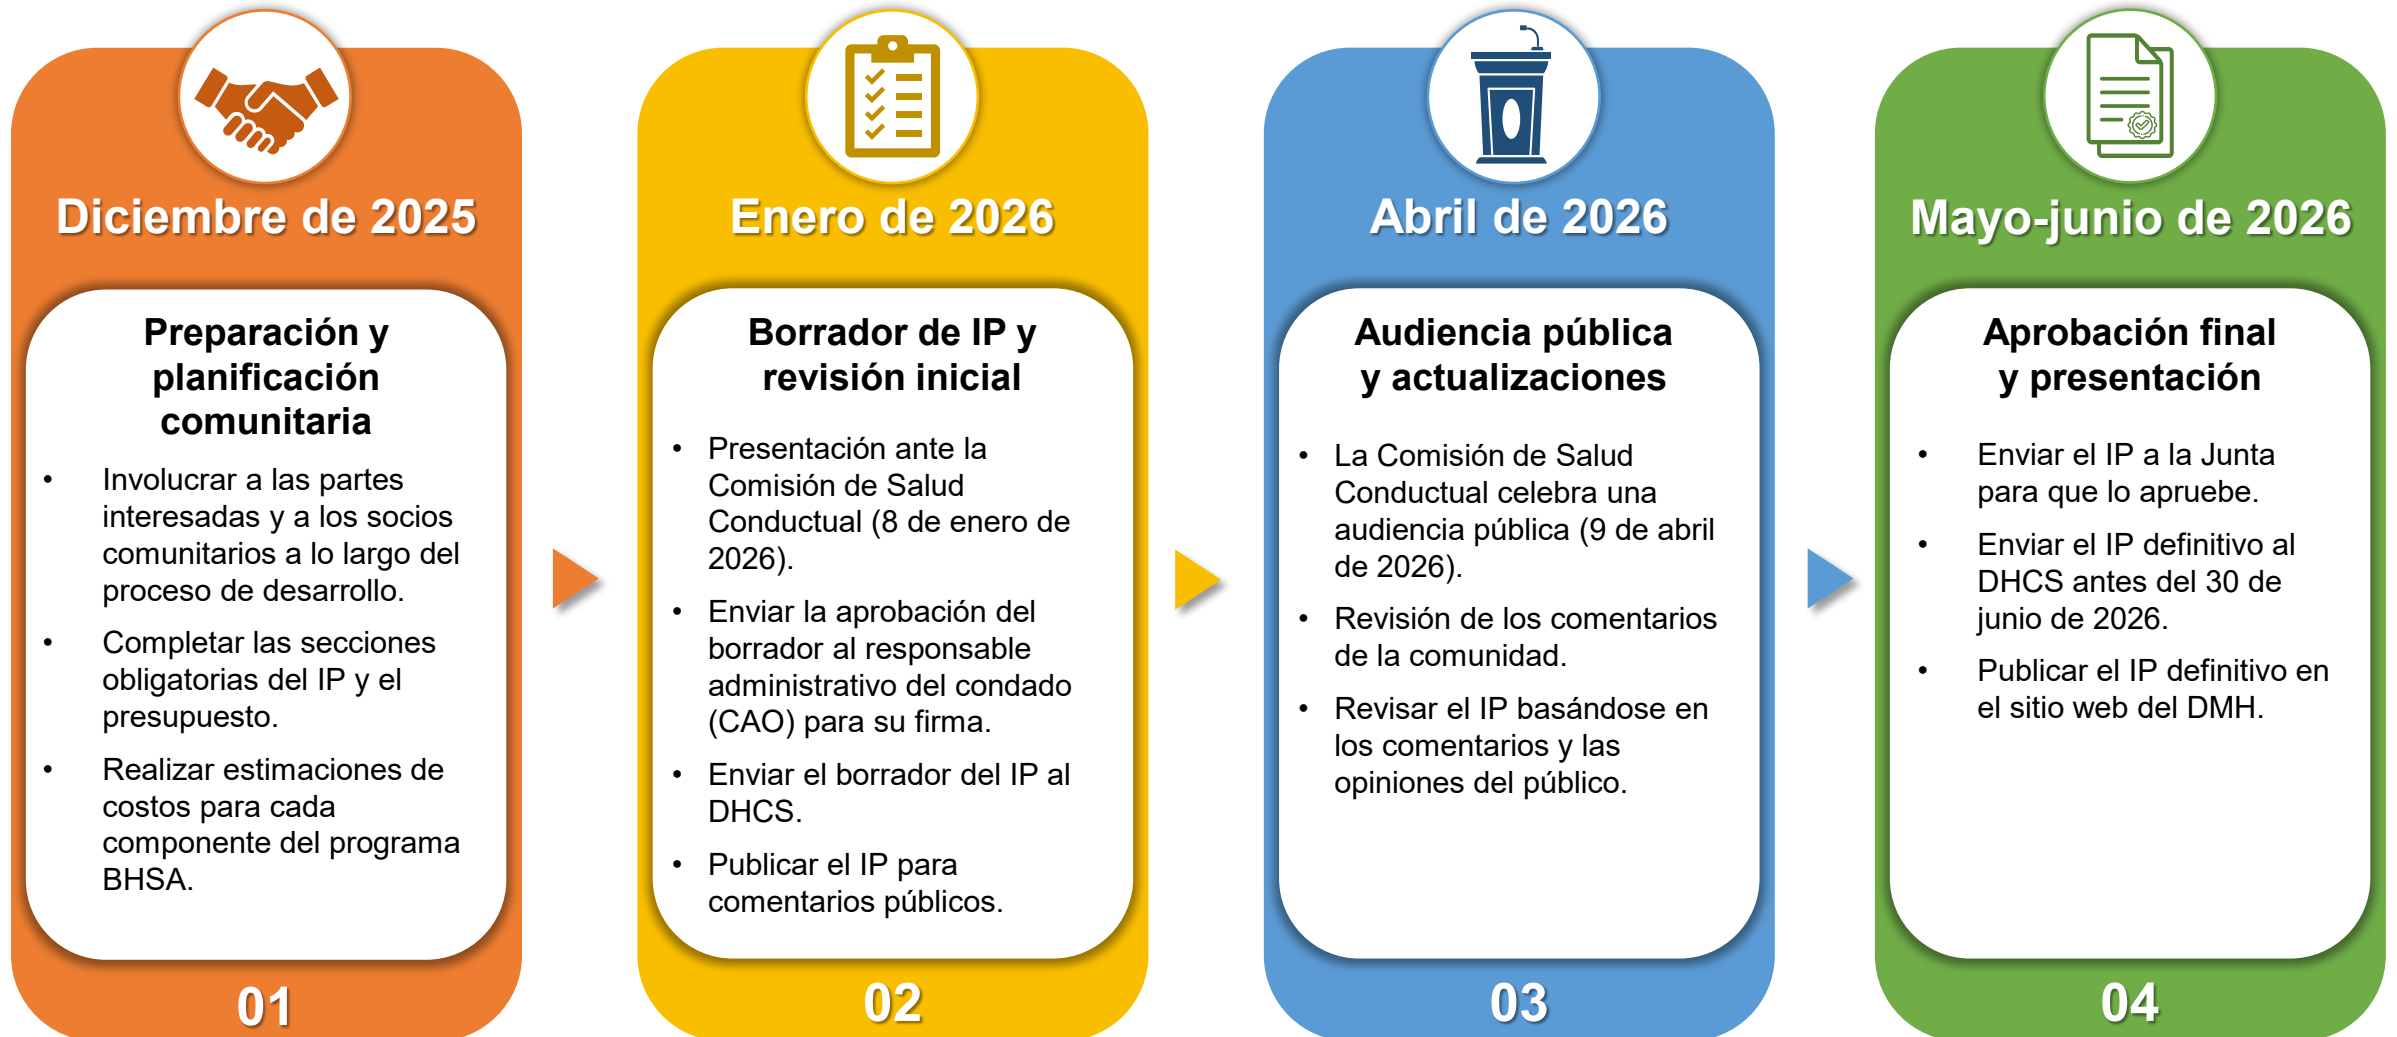 Diciembre de 2025
Preparación y
planificación
comunitaria
• Involucrar a las partes
interesadas y a los socios
comunitarios a lo largo del
proceso de desarrollo.
• Completar las secciones
obligatorias del IP y el
presupuesto.
• Realizar estimaciones de
costos para cada
componente del programa
BHSA.
01
Enero de 2026
Borrador de IP y
revisión inicial
• Presentación ante la
Comisión de Salud
Conductual (8 de enero de
2026).
• Enviar la aprobación del
borrador al responsable
administrativo del condado
(CAO) para su firma.
• Enviar el borrador del IP al
DHCS.
• Publicar el IP para
comentarios públicos.
02
Abril de 2026
Audiencia pública
y actualizaciones
• La Comisión de Salud
Conductual celebra una
audiencia pública (9 de abril
de 2026).
• Revisión de los comentarios
de la comunidad.
• Revisar el IP basándose en
los comentarios y las
opiniones del público.
03
Mayo-junio de 2026
Aprobación final
y presentación
• Enviar el IP a la Junta
para que lo apruebe.
• Enviar el IP definitivo al
DHCS antes del 30 de
junio de 2026.
• Publicar el IP definitivo en
el sitio web del DMH.
04